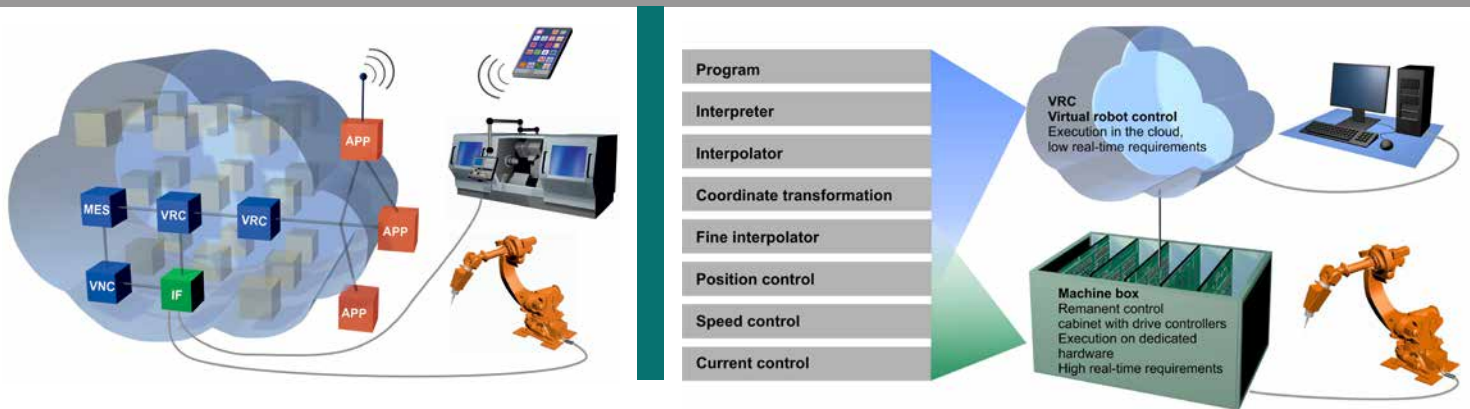 APP
MES
VRC
VRC
APP
VNC
IF
APP
Program
Interpreter
Interpolator
Coordinate transformation
Fine interpolator
Position control
Speed control
Current control
VRC
Virtual robot control
Execution in the cloud,
low real-time requirements
Machine box
Remanent control
cabinet with drive controllers
Execution on dedicated
hardware
High real-time requirements